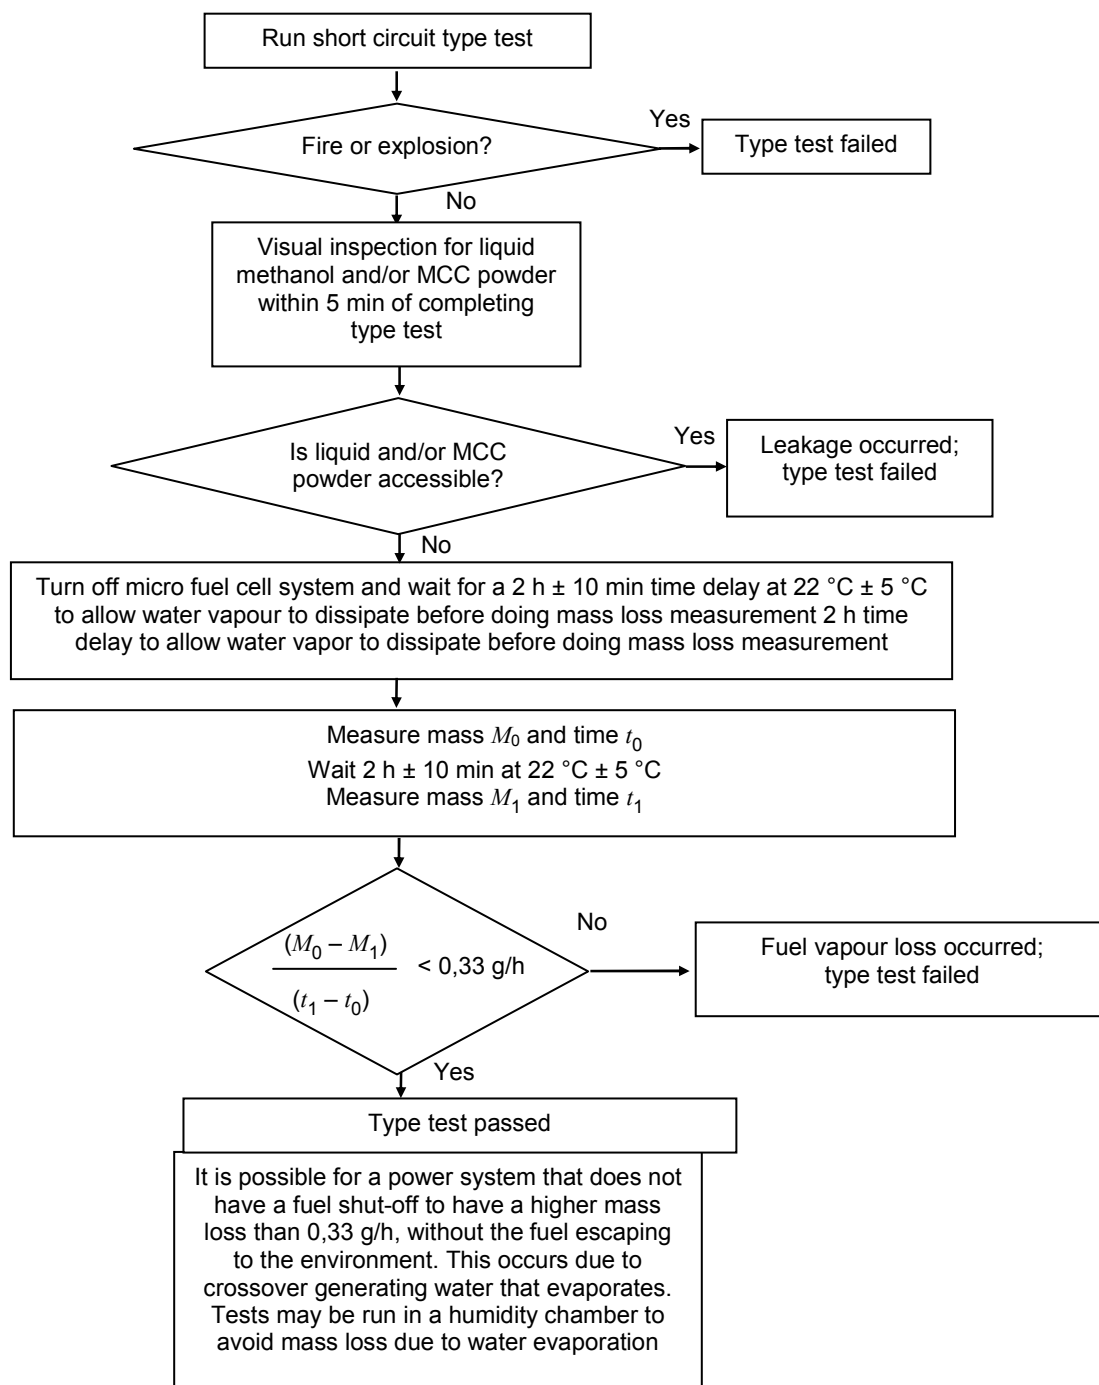 Run short circuit type test
Fire or explosion?
Yes
Type test failed
No
Visual inspection for liquid
methanol and/or MCC powder
within 5 min of completing
type test
Is liquid and/or MCC
powder accessible?
Yes
Leakage occurred;
type test failed
No
Turn off micro fuel cell system and wait for a 2 h ± 10 min time delay at 22 °C ± 5 °C
to allow water vapour to dissipate before doing mass loss measurement 2 h time
delay to allow water vapor to dissipate before doing mass loss measurement
Measure mass M0 and time t0
Wait 2 h ± 10 min at 22 °C ± 5 °C
Measure mass M1 and time t1
(M0 – M1)
< 0,33 g/h
(t1 – t0)
No
Fuel vapour loss occurred;
type test failed
Yes
Type test passed
It is possible for a power system that does not
have a fuel shut-off to have a higher mass
loss than 0,33 g/h, without the fuel escaping
to the environment. This occurs due to
crossover generating water that evaporates.
Tests may be run in a humidity chamber to
avoid mass loss due to water evaporation